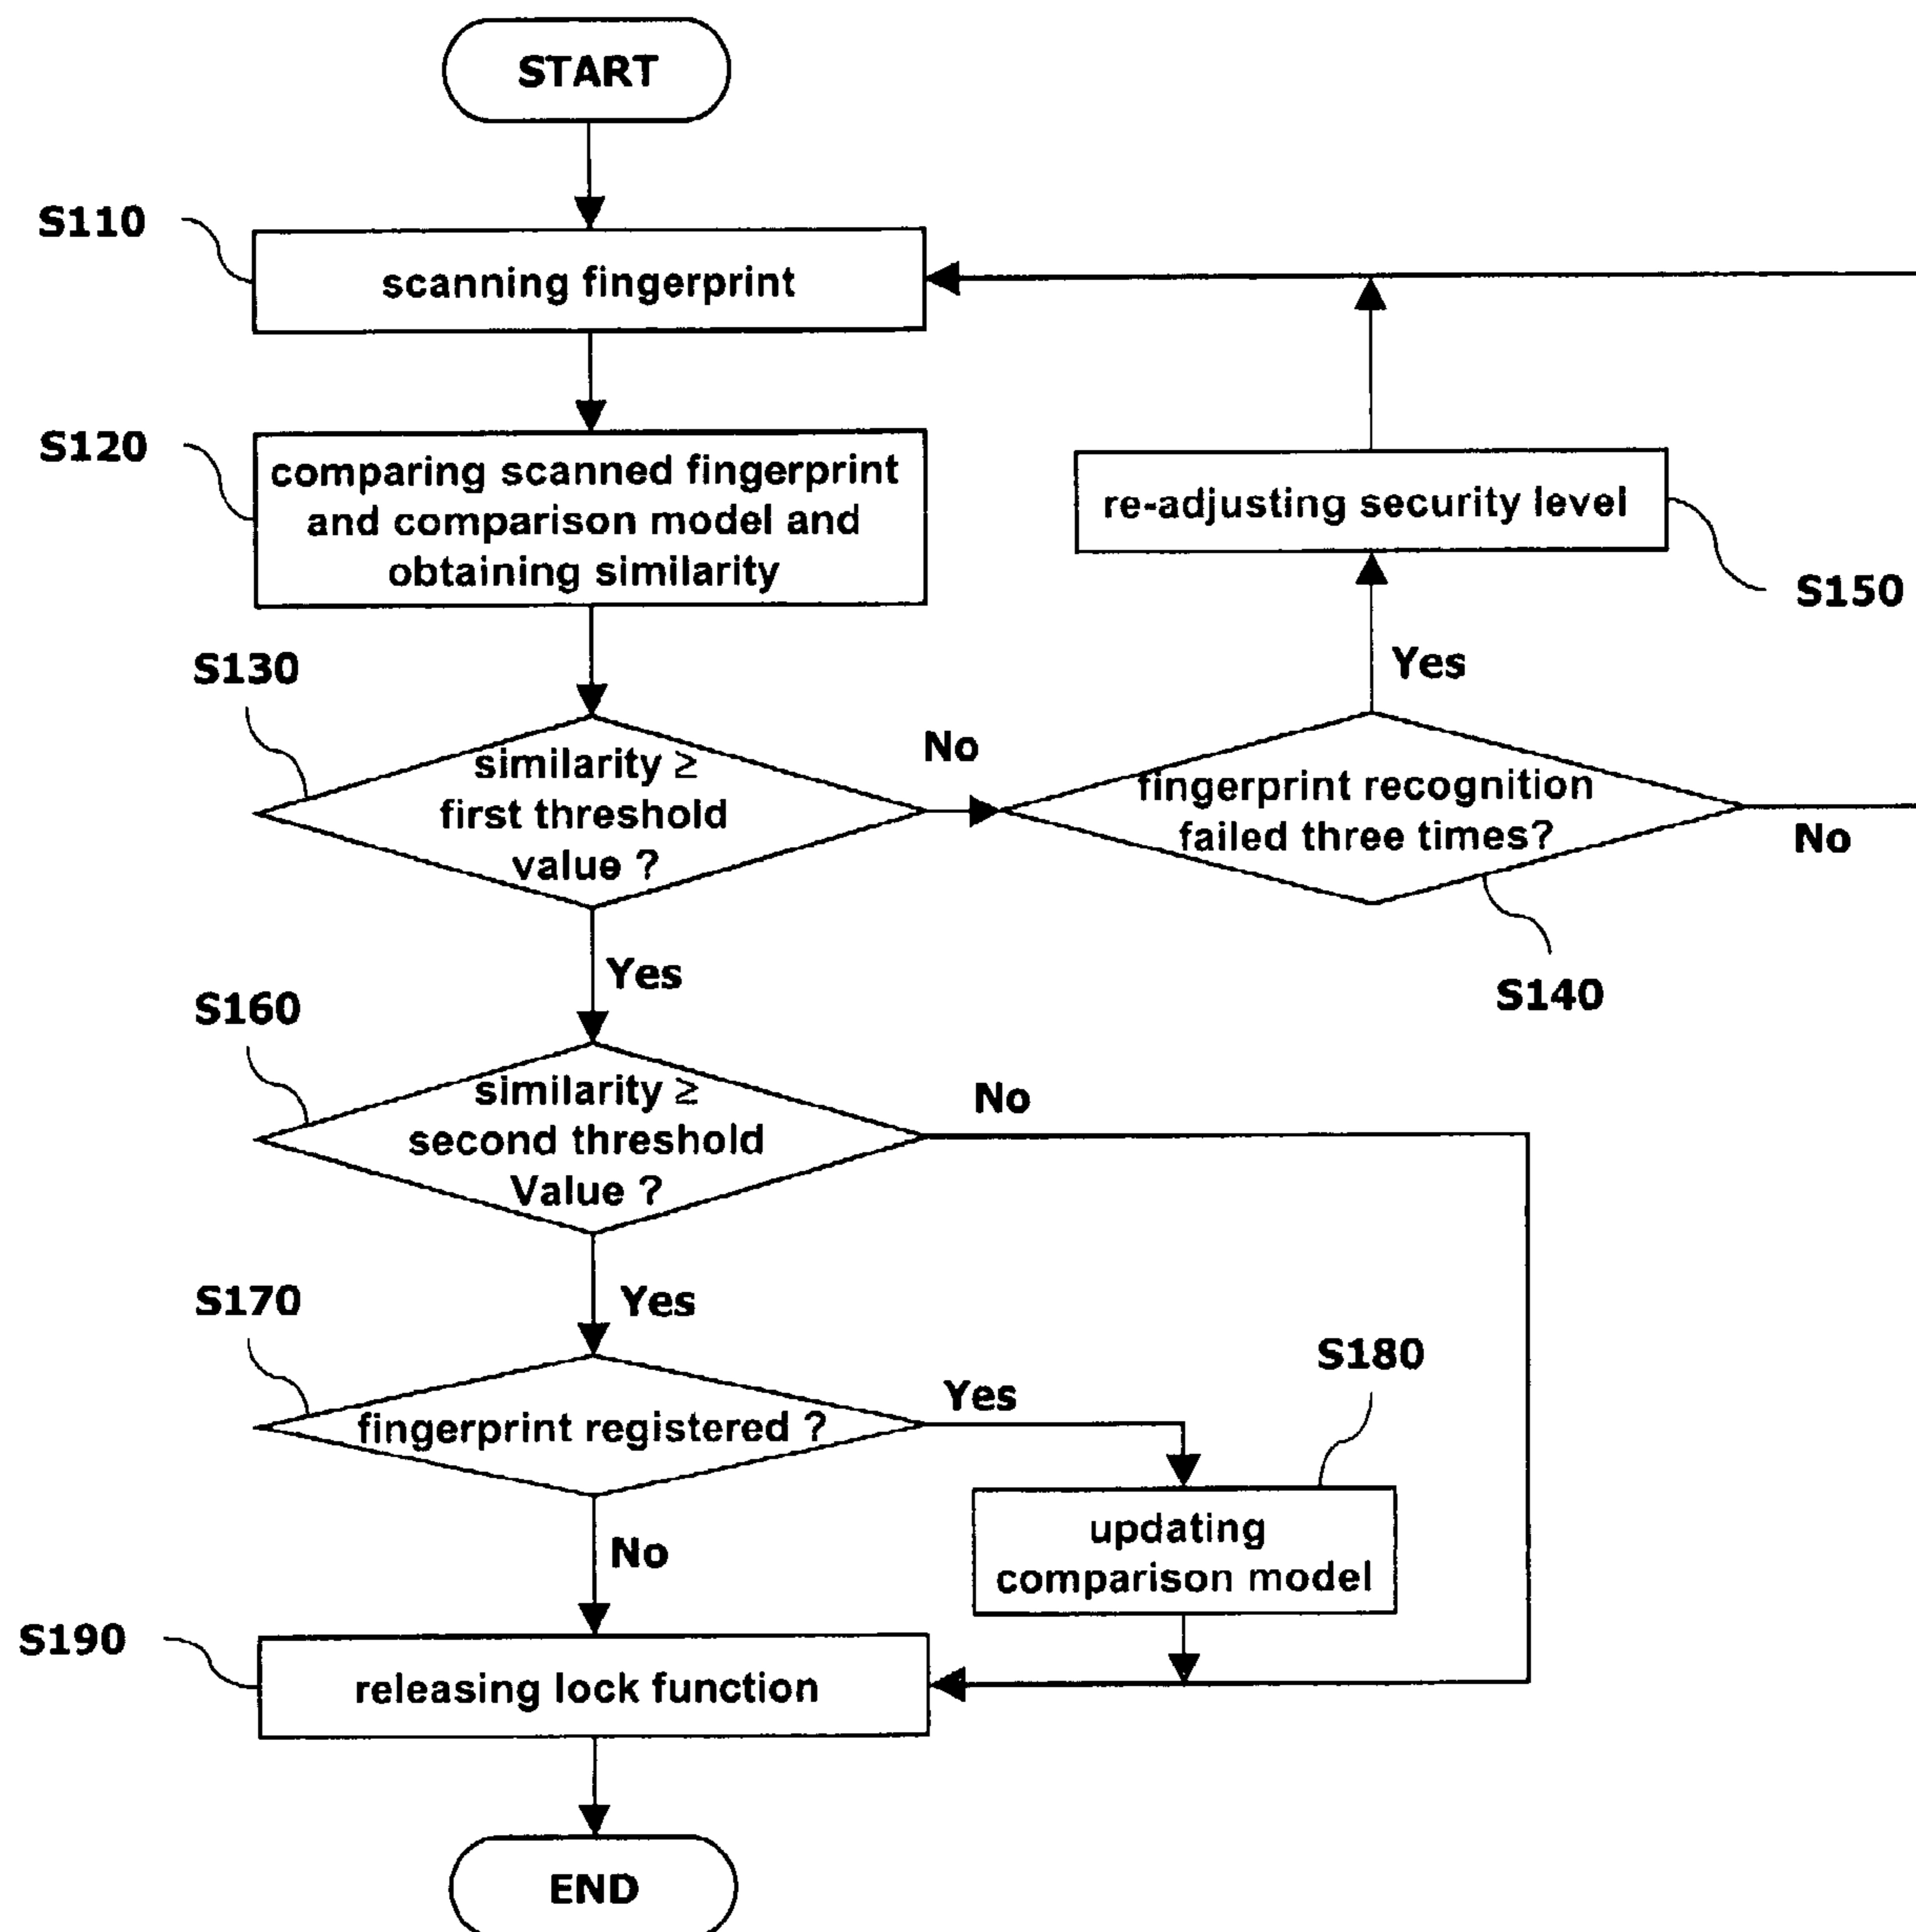 START
S110
scanning fingerprint
S120
comparing scanned fingerprint
and comparison model and
obtaining similarity
re-adjusting security level
S150
S130
similarity ≥
first threshold
value ?
No
Yes
fingerprint recognition
failed three times?
No
S140
Yes
S160
similarity ≥
second threshold
Value ?
No
Yes
S170
fingerprint registered ?
Yes
S180
updating
comparison model
No
S190
releasing lock function
END